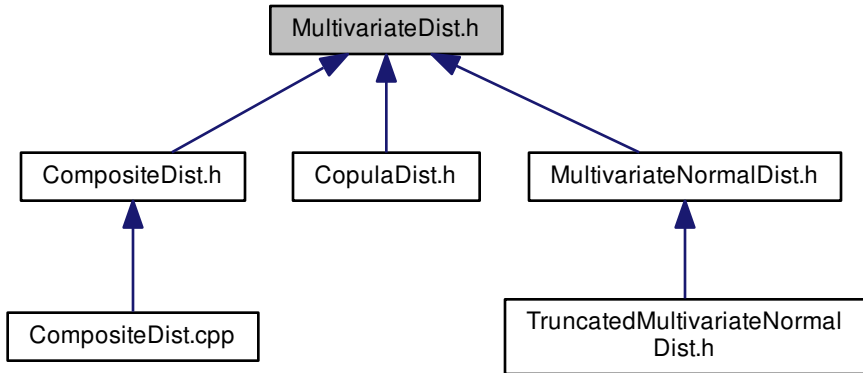 MultivariateDist.h
CompositeDist.h
CopulaDist.h
MultivariateNormalDist.h
CompositeDist.cpp
TruncatedMultivariateNormal
Dist.h